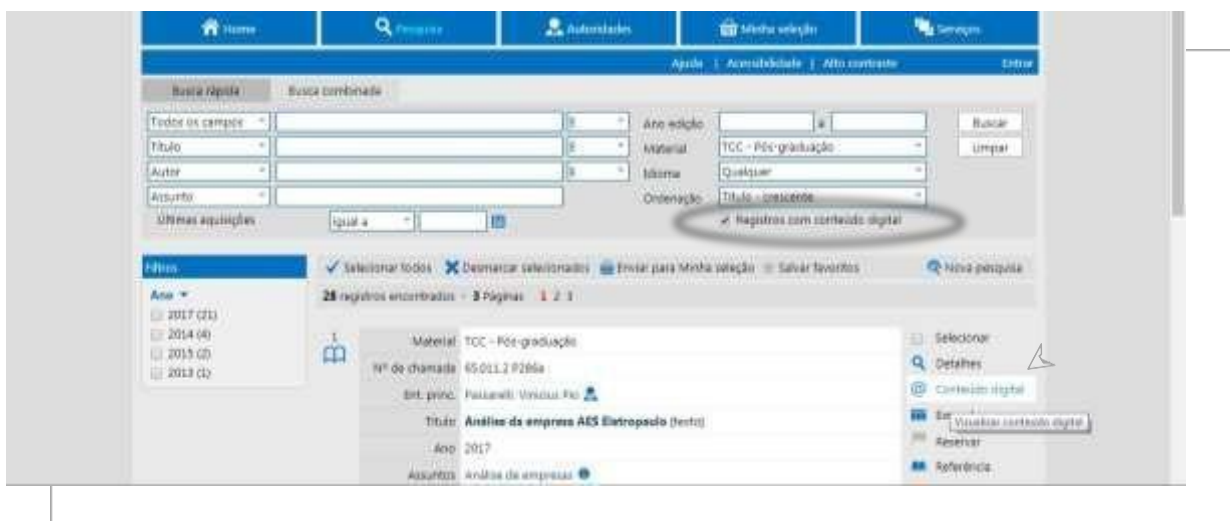 Home Pesquisa Autoridades Minha seleção Serviços
Ajuda | Acessibilidade | Alto contraste Entrar
Busca rápida Busca combinada
Todos os campos E Ano edição a Buscar
Título E Material TCC - Pós-graduação Limpar
Autor E Idioma Qualquer
Assunto Ordenação Título - crescente
Últimas aquisições igual a Registros com conteúdo digital
Filtros Selecionar todos Desmarcar selecionados Enviar para Minha seleção Salvar favoritos Nova pesquisa
Ano 28 registros encontrados - 3 Páginas 1 2 3
2017 (21)
2014 (4)
2015 (2)
2013 (1)
1 Material TCC - Pós-graduação Selecionar
Nº de chamada 65.011.2 P286a Detalhes
Ent. princ. Passarelli, Vinicius Pio Conteúdo digital
Título Análise da empresa AES Eletropaulo (texto) Visualizar conteúdo digital
Ano 2017 Reservar
Assuntos Análise de empresas Referência